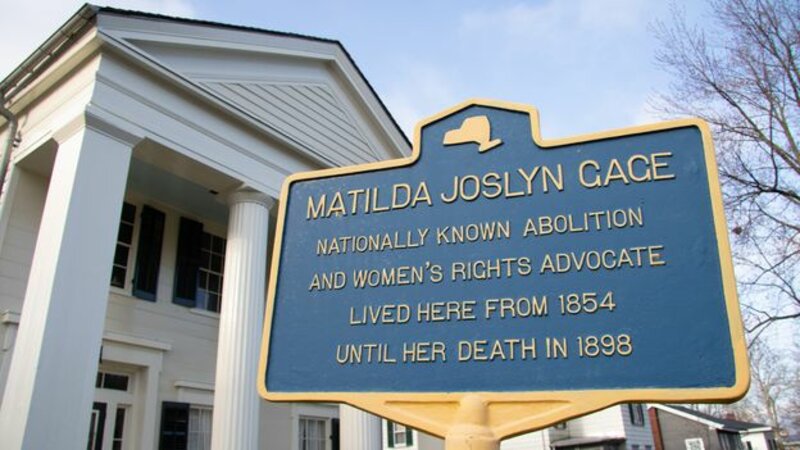 MATILDA JOSLYN GAGE
NATIONALLY KNOWN ABOLITION
AND WOMEN'S RIGHTS ADVOCATE
LIVED HERE FROM 1854
UNTIL HER DEATH IN 1898